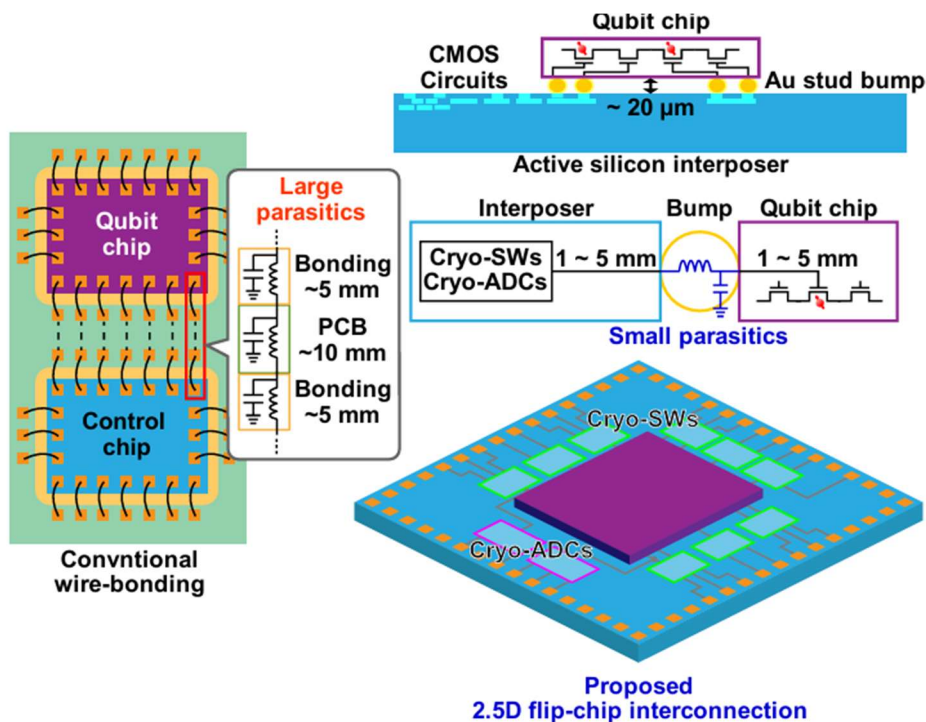 Qubit chip
CMOS
Circuits
Au stud bump
~ 20 μm
Active silicon interposer
Large
parasitics
Qubit
chip
Bonding
~5 mm
PCB
~10 mm
Bonding
~5 mm
Control
chip
Convntional
wire-bonding
Interposer
Bump
Qubit chip
Cryo-SWs
Cryo-ADCs
1 ~ 5 mm
1 ~ 5 mm
Small parasitics
Cryo-SWs
Cryo-ADCs
Proposed
2.5D flip-chip interconnection